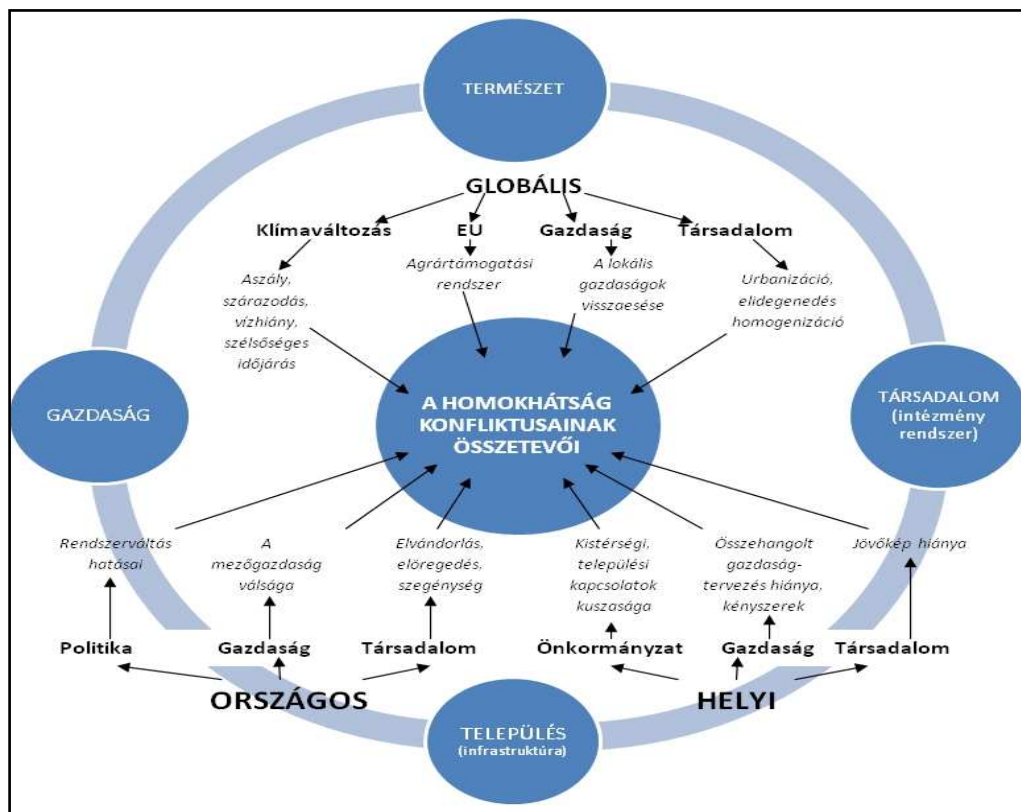 TERMÉSZET
GLOBÁLIS
Klímaváltozás
EU
Gazdaság
Társadalom
Aszály,
szárazodás,
vízhiány,
szélsőséges
időjárás
Agrártámogatási
rendszer
A lokális
gazdaságok
visszaesése
Urbanizáció,
elidegenedés
homogenizáció
GAZDASÁG
A HOMOKHÁTSÁG
KONFLIKTUSAINAK
ÖSSZETEVŐI
TÁRSADALOM
(intézmény
rendszer)
Rendszerváltás
hatásai
A
mezőgazdaság
válsága
Elvándorlás,
elöregedés,
szegénység
Kistérségi,
települési
kapcsolatok
kuszasága
Összehangolt
gazdaság-
tervezés hiánya,
kényszerek
Jövőkép hiánya
Politika
Gazdaság
Társadalom
Önkormányzat
Gazdaság
Társadalom
ORSZÁGOS
HELYI
TELEPÜLÉS
(infrastruktúra)